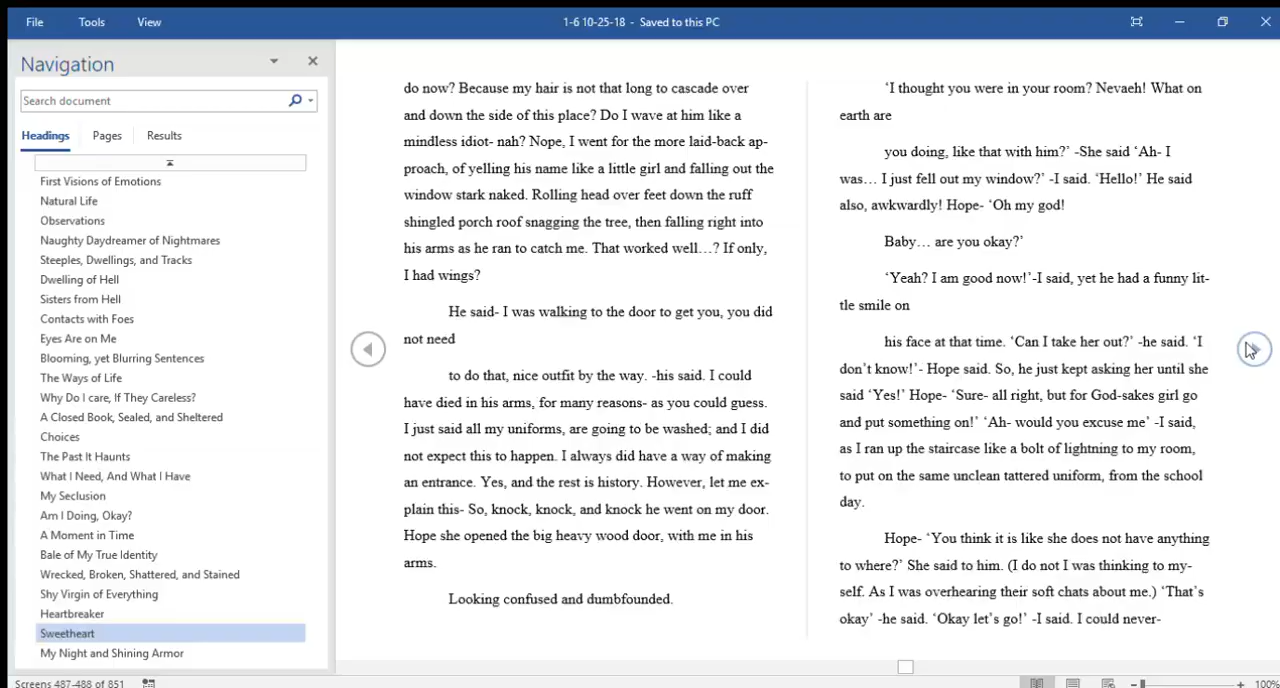 File Tools View 1-6 10-25-18 - Saved to this PC
Navigation
Search document
Headings Pages Results
First Visions of Emotions
Natural Life
Observations
Naughty Daydreamer of Nightmares
Steeples, Dwellings, and Tracks
Dwelling of Hell
Sisters from Hell
Contacts with Foes
Eyes Are on Me
Blooming, yet Blurring Sentences
The Ways of Life
Why Do I care, If They Careless?
A Closed Book, Sealed, and Sheltered
Choices
The Past It Haunts
What I Need, And What I Have
My Seclusion
Am I Doing, Okay?
A Moment in Time
Bale of My True Identity
Wrecked, Broken, Shattered, and Stained
Shy Virgin of Everything
Heartbreaker
Sweetheart
My Night and Shining Armor
do now? Because my hair is not that long to cascade over
and down the side of this place? Do I wave at him like a
mindless idiot- nah? Nope, I went for the more laid-back ap-
proach, of yelling his name like a little girl and falling out the
window stark naked. Rolling head over feet down the ruff
shingled porch roof snagging the tree, then falling right into
his arms as he ran to catch me. That worked well…? If only,
I had wings?
He said- I was walking to the door to get you, you did
not need
to do that, nice outfit by the way. -his said. I could
have died in his arms, for many reasons- as you could guess.
I just said all my uniforms, are going to be washed; and I did
not expect this to happen. I always did have a way of making
an entrance. Yes, and the rest is history. However, let me ex-
plain this- So, knock, knock, and knock he went on my door.
Hope she opened the big heavy wood door, with me in his
arms.
Looking confused and dumbfounded.
‘I thought you were in your room? Nevaeh! What on
earth are
you doing, like that with him?’ -She said ‘Ah- I
was… I just fell out my window?’ -I said. ‘Hello!’ He said
also, awkwardly! Hope- ‘Oh my god!
Baby… are you okay?’
‘Yeah? I am good now!’-I said, yet he had a funny lit-
tle smile on
his face at that time. ‘Can I take her out?’ -he said. ‘I
don’t know!’- Hope said. So, he just kept asking her until she
said ‘Yes!’ Hope- ‘Sure- all right, but for God-sakes girl go
and put something on!’ ‘Ah- would you excuse me’ -I said,
as I ran up the staircase like a bolt of lightning to my room,
to put on the same unclean tattered uniform, from the school
day.
Hope- ‘You think it is like she does not have anything
to where?’ She said to him. (I do not I was thinking to my-
self. As I was overhearing their soft chats about me.) ‘That’s
okay’ -he said. ‘Okay let’s go!’ -I said. I could never-
Screens 487-488 of 851 100%